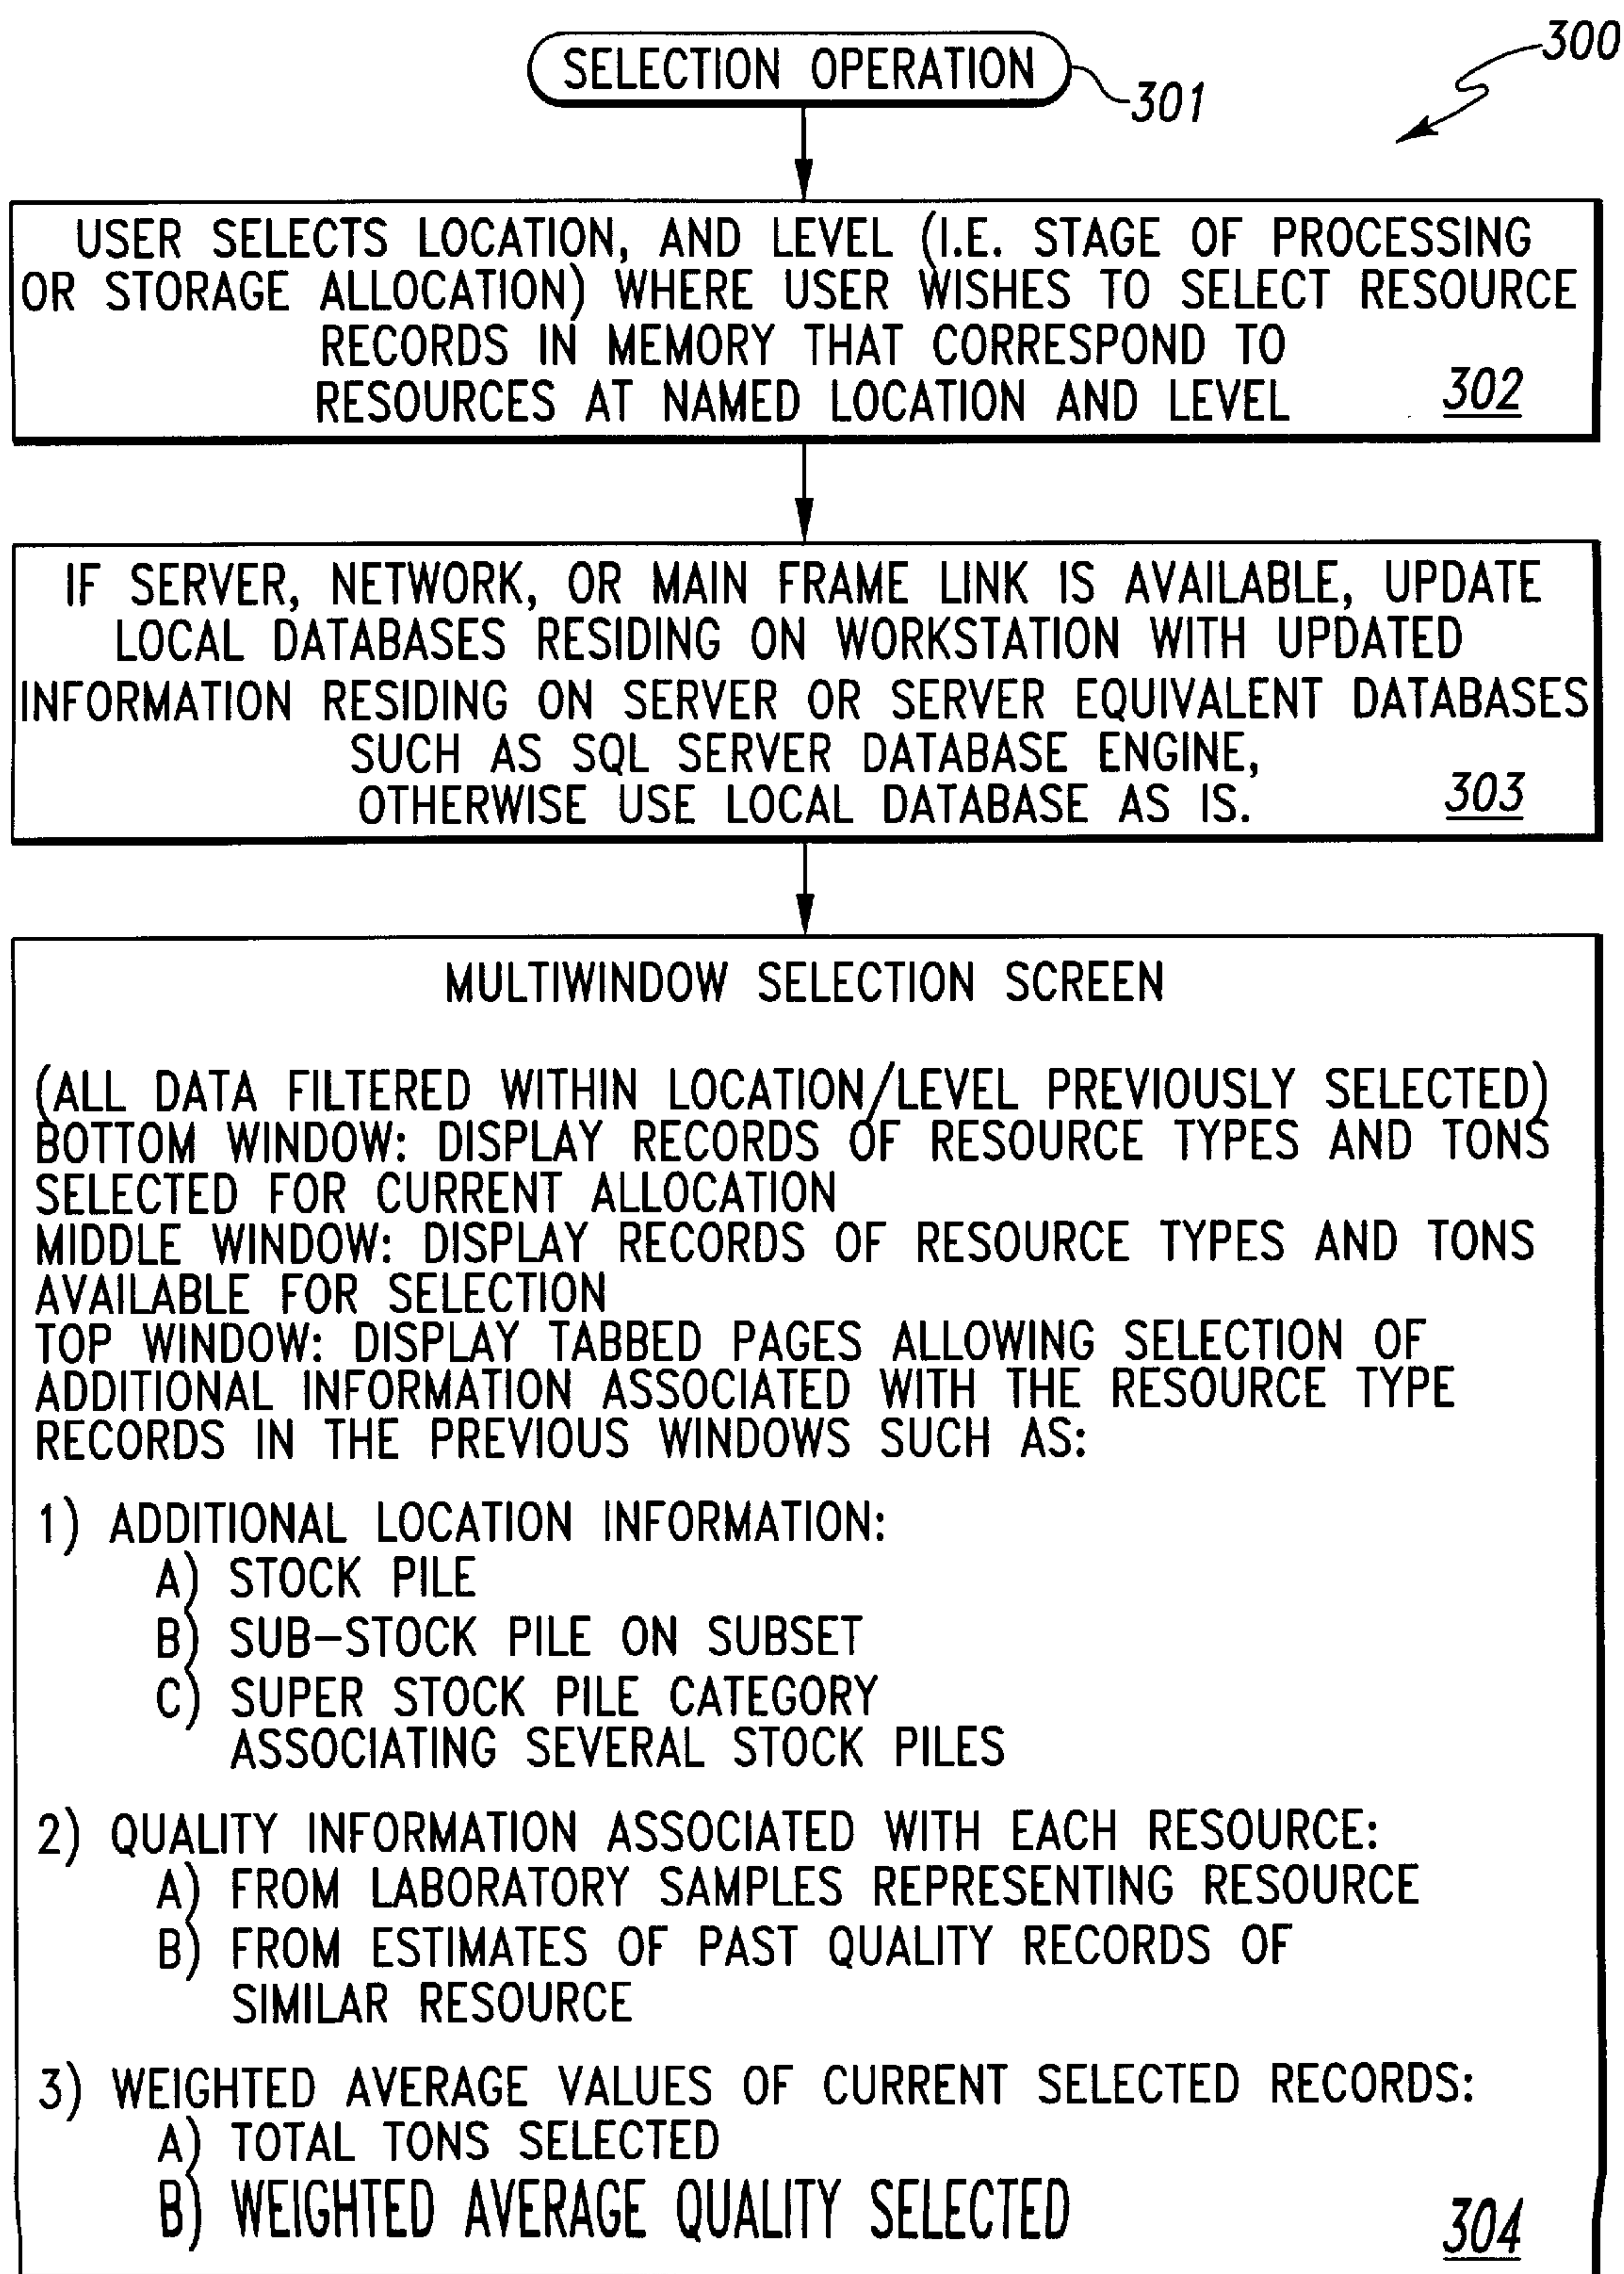 300
SELECTION OPERATION
301
USER SELECTS LOCATION, AND LEVEL (I.E. STAGE OF PROCESSING
OR STORAGE ALLOCATION) WHERE USER WISHES TO SELECT RESOURCE
RECORDS IN MEMORY THAT CORRESPOND TO
RESOURCES AT NAMED LOCATION AND LEVEL
302
IF SERVER, NETWORK, OR MAIN FRAME LINK IS AVAILABLE, UPDATE
LOCAL DATABASES RESIDING ON WORKSTATION WITH UPDATED
INFORMATION RESIDING ON SERVER OR SERVER EQUIVALENT DATABASES
SUCH AS SQL SERVER DATABASE ENGINE,
OTHERWISE USE LOCAL DATABASE AS IS.
303
MULTIWINDOW SELECTION SCREEN
(ALL DATA FILTERED WITHIN LOCATION/LEVEL PREVIOUSLY SELECTED)
BOTTOM WINDOW: DISPLAY RECORDS OF RESOURCE TYPES AND TONS
SELECTED FOR CURRENT ALLOCATION
MIDDLE WINDOW: DISPLAY RECORDS OF RESOURCE TYPES AND TONS
AVAILABLE FOR SELECTION
TOP WINDOW: DISPLAY TABBED PAGES ALLOWING SELECTION OF
ADDITIONAL INFORMATION ASSOCIATED WITH THE RESOURCE TYPE
RECORDS IN THE PREVIOUS WINDOWS SUCH AS:
1) ADDITIONAL LOCATION INFORMATION:
A) STOCK PILE
B) SUB-STOCK PILE ON SUBSET
C) SUPER STOCK PILE CATEGORY
ASSOCIATING SEVERAL STOCK PILES
2) QUALITY INFORMATION ASSOCIATED WITH EACH RESOURCE:
A) FROM LABORATORY SAMPLES REPRESENTING RESOURCE
B) FROM ESTIMATES OF PAST QUALITY RECORDS OF
SIMILAR RESOURCE
3) WEIGHTED AVERAGE VALUES OF CURRENT SELECTED RECORDS:
A) TOTAL TONS SELECTED
B) WEIGHTED AVERAGE QUALITY SELECTED
304